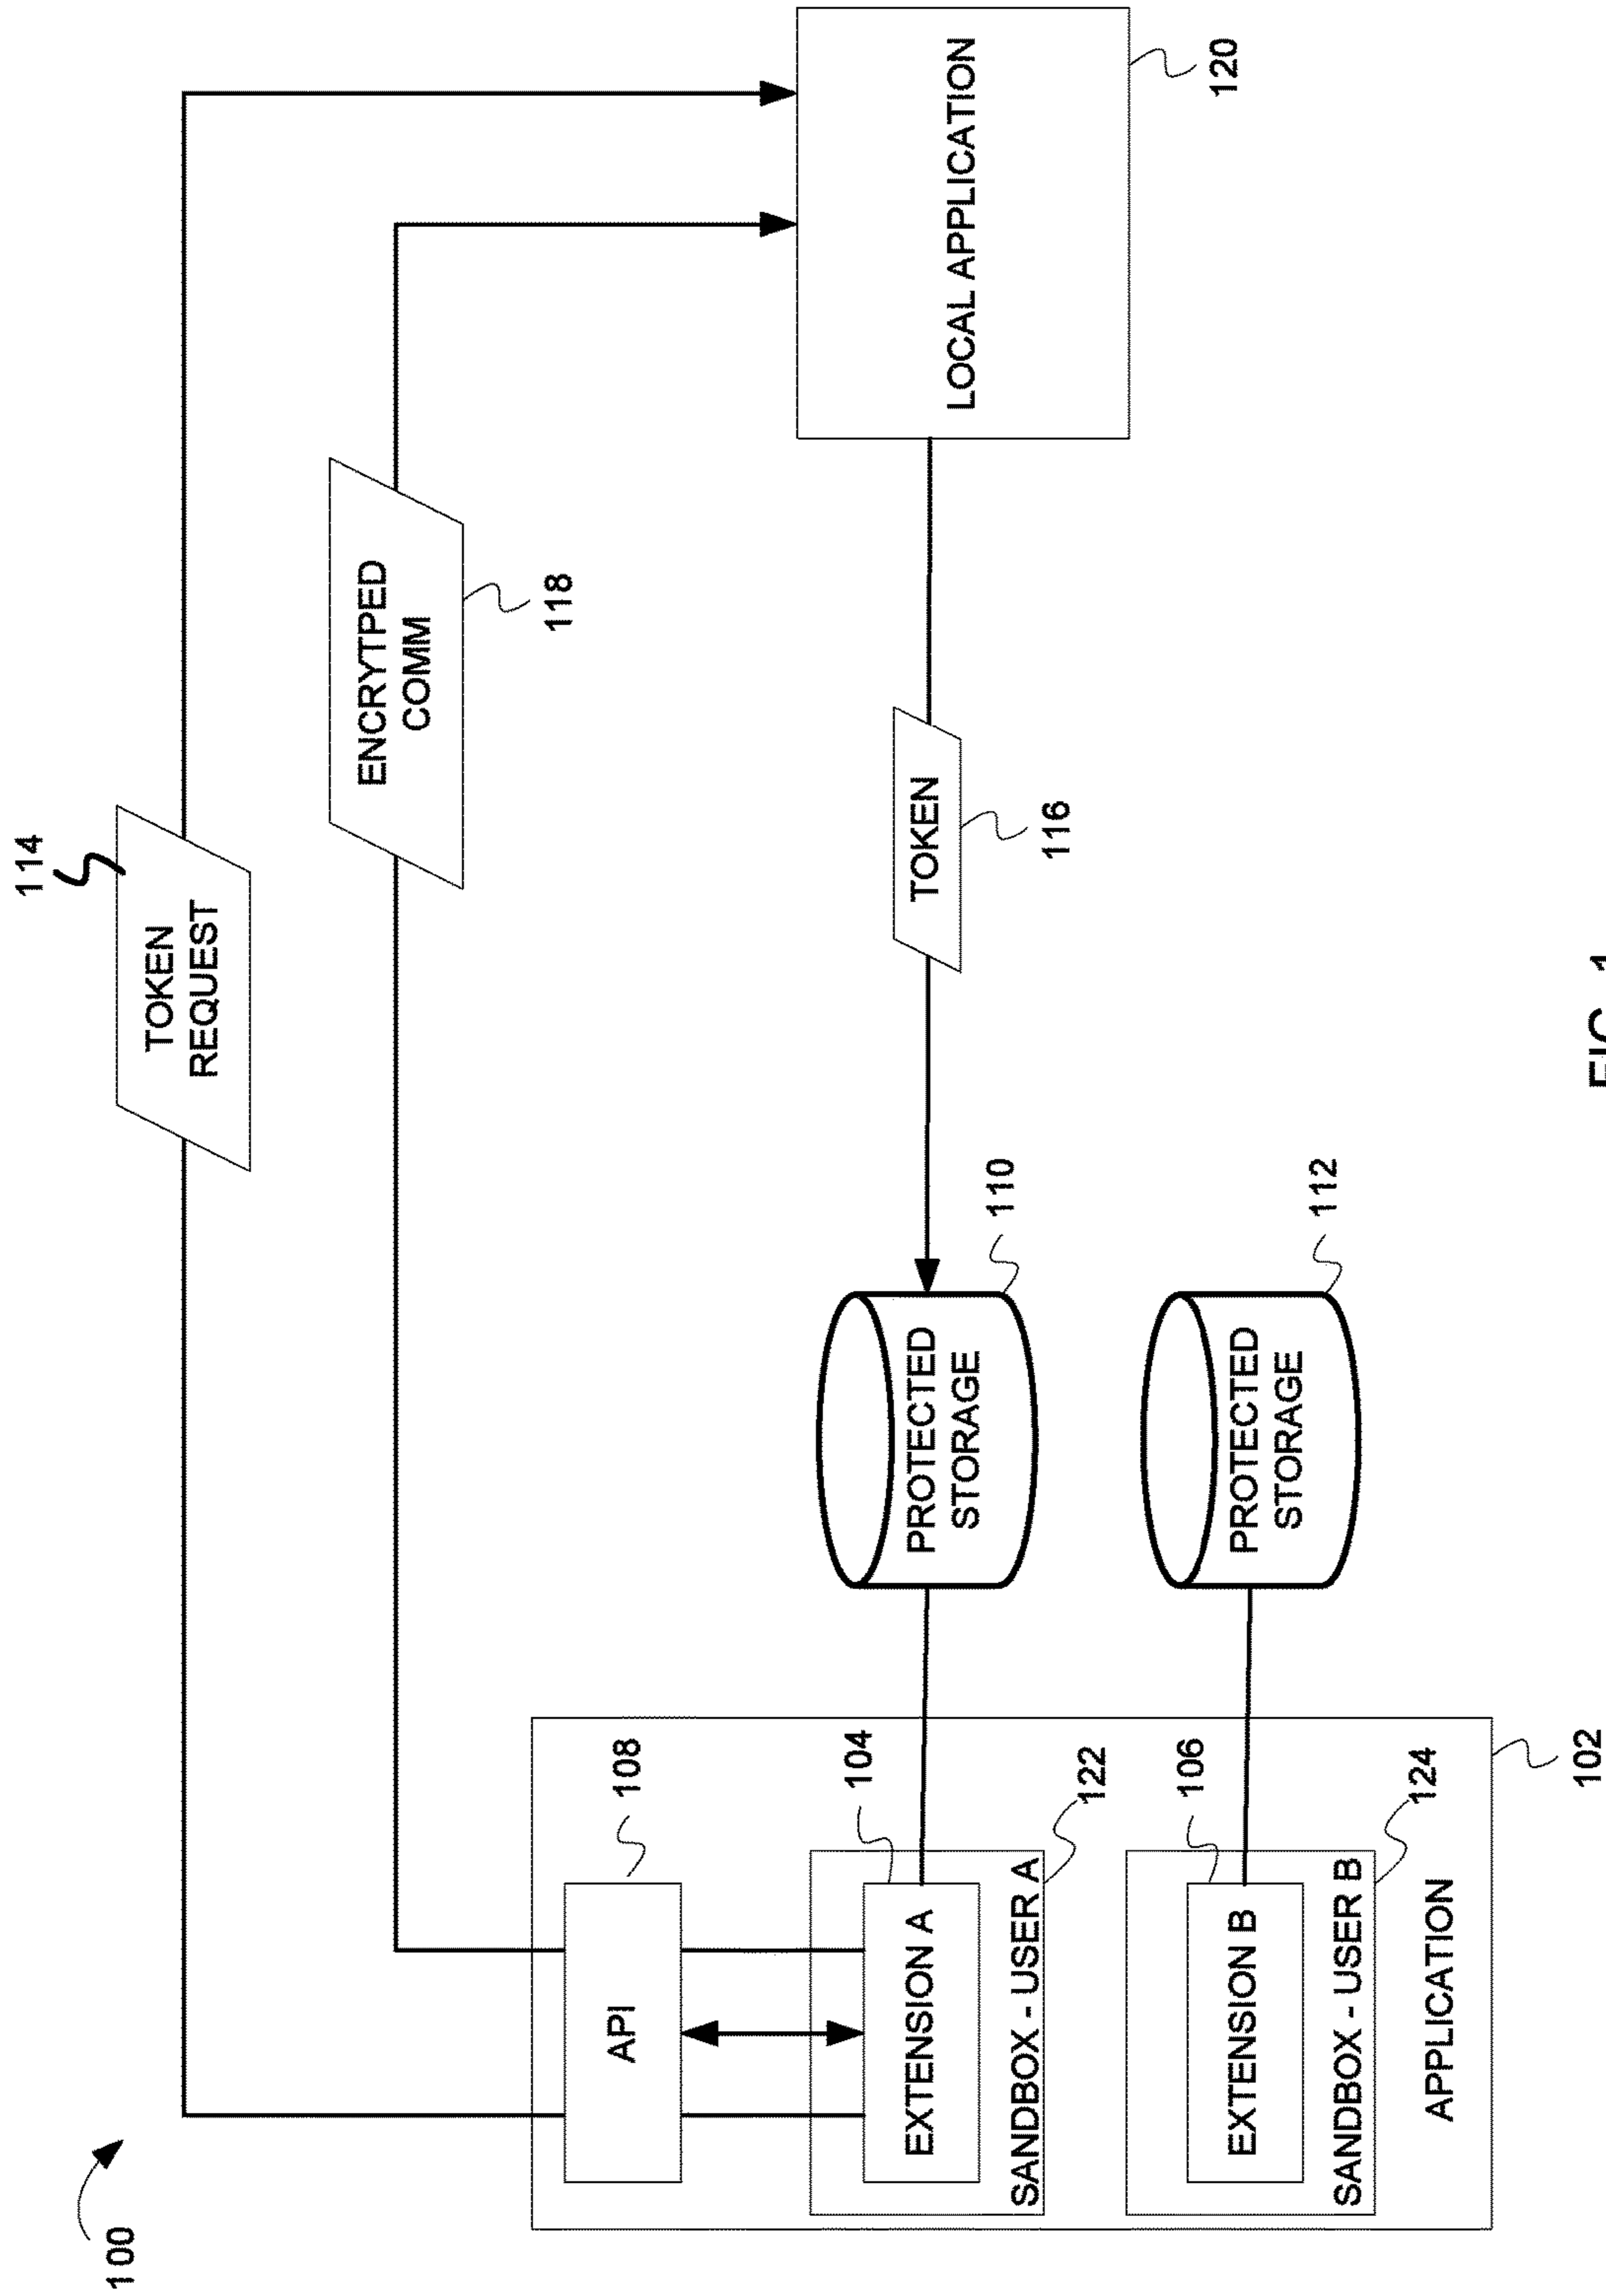 100
114
TOKEN
REQUEST
ENCRYTPED
COMM
118
108
API
104
EXTENSION A
SANDBOX - USER A
122
PROTECTED
STORAGE
110
TOKEN
116
LOCAL APPLICATION
120
106
EXTENSION B
SANDBOX - USER B
124
PROTECTED
STORAGE
112
APPLICATION
102